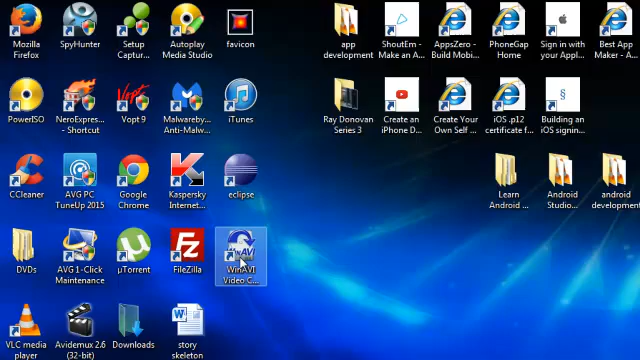 Mozilla
Firefox
SpyHunter
Setup
Captur...
Autoplay
Media Studio
favicon
app
development
ShoutEm -
Make an A...
AppsZero -
Build Mobi...
PhoneGap
Home
Sign in with
your Appl...
Best App
Maker - A...
PowerISO
NeroExpres...
- Shortcut
Vopt 9
Malwareby...
Anti-Malw...
iTunes
Ray Donovan
Series 3
Create an
iPhone D...
Create Your
Own Self ...
iOS .p12
certificate f...
Building an
iOS signin...
CCleaner
AVG PC
TuneUp 2015
Google
Chrome
Kaspersky
Internet...
eclipse
Learn
Android ...
Android
Studio...
android
development
DVDs
AVG 1-Click
Maintenance
µTorrent
FileZilla
WinAVI
Video C...
VLC media
player
Avidemux 2.6
(32-bit)
Downloads
story
skeleton